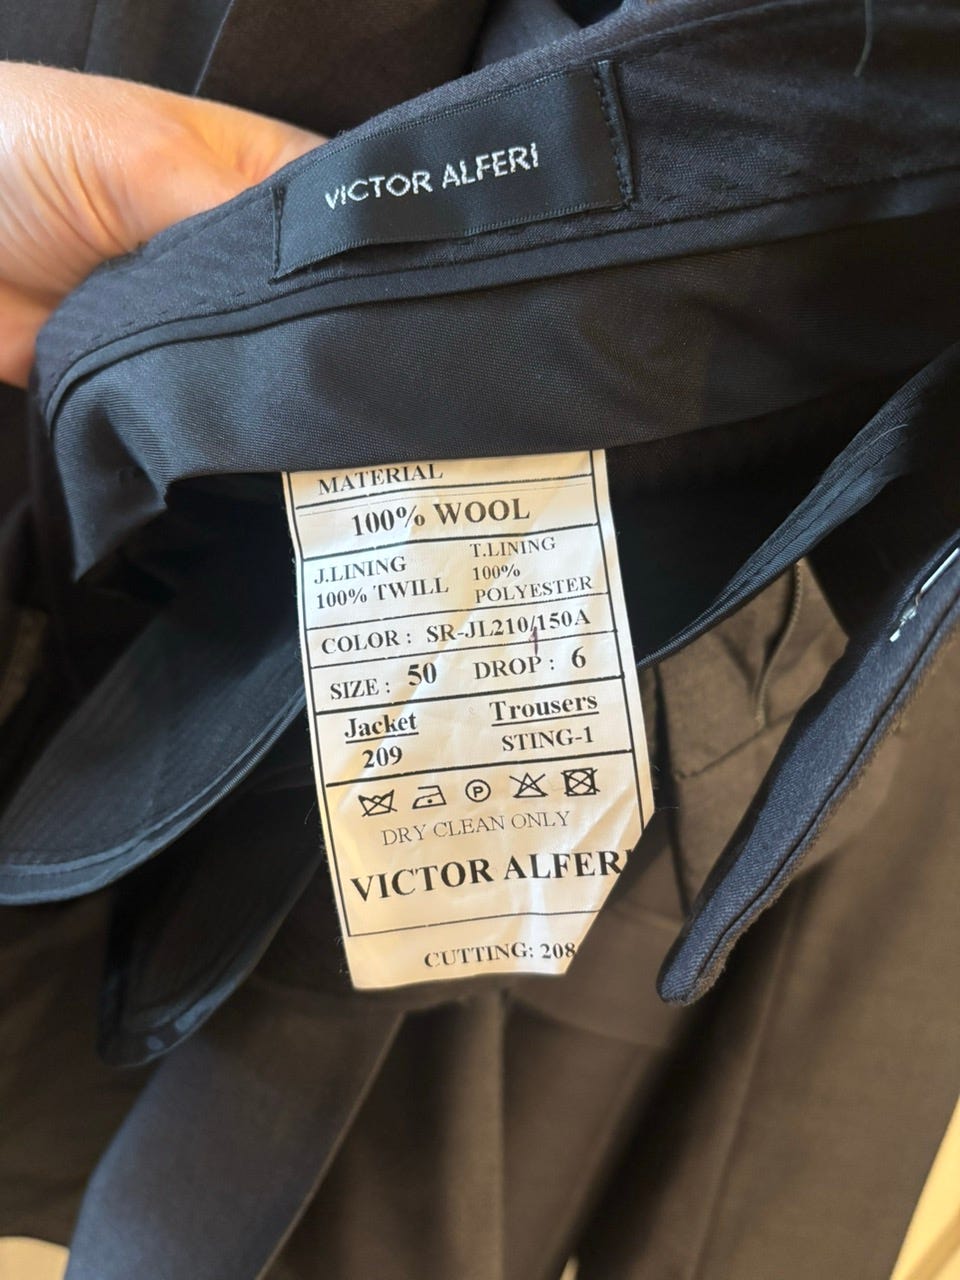 VICTOR ALFERI
MATERIAL
100% WOOL
J.LINING
100% TWILL
T.LINING
100%
POLYESTER
COLOR : SR-JL210/150A
SIZE : 50 DROP : 6
Jacket
209
Trousers
STING-1
P
DRY CLEAN ONLY
VICTOR ALFERI
CUTTING: 208